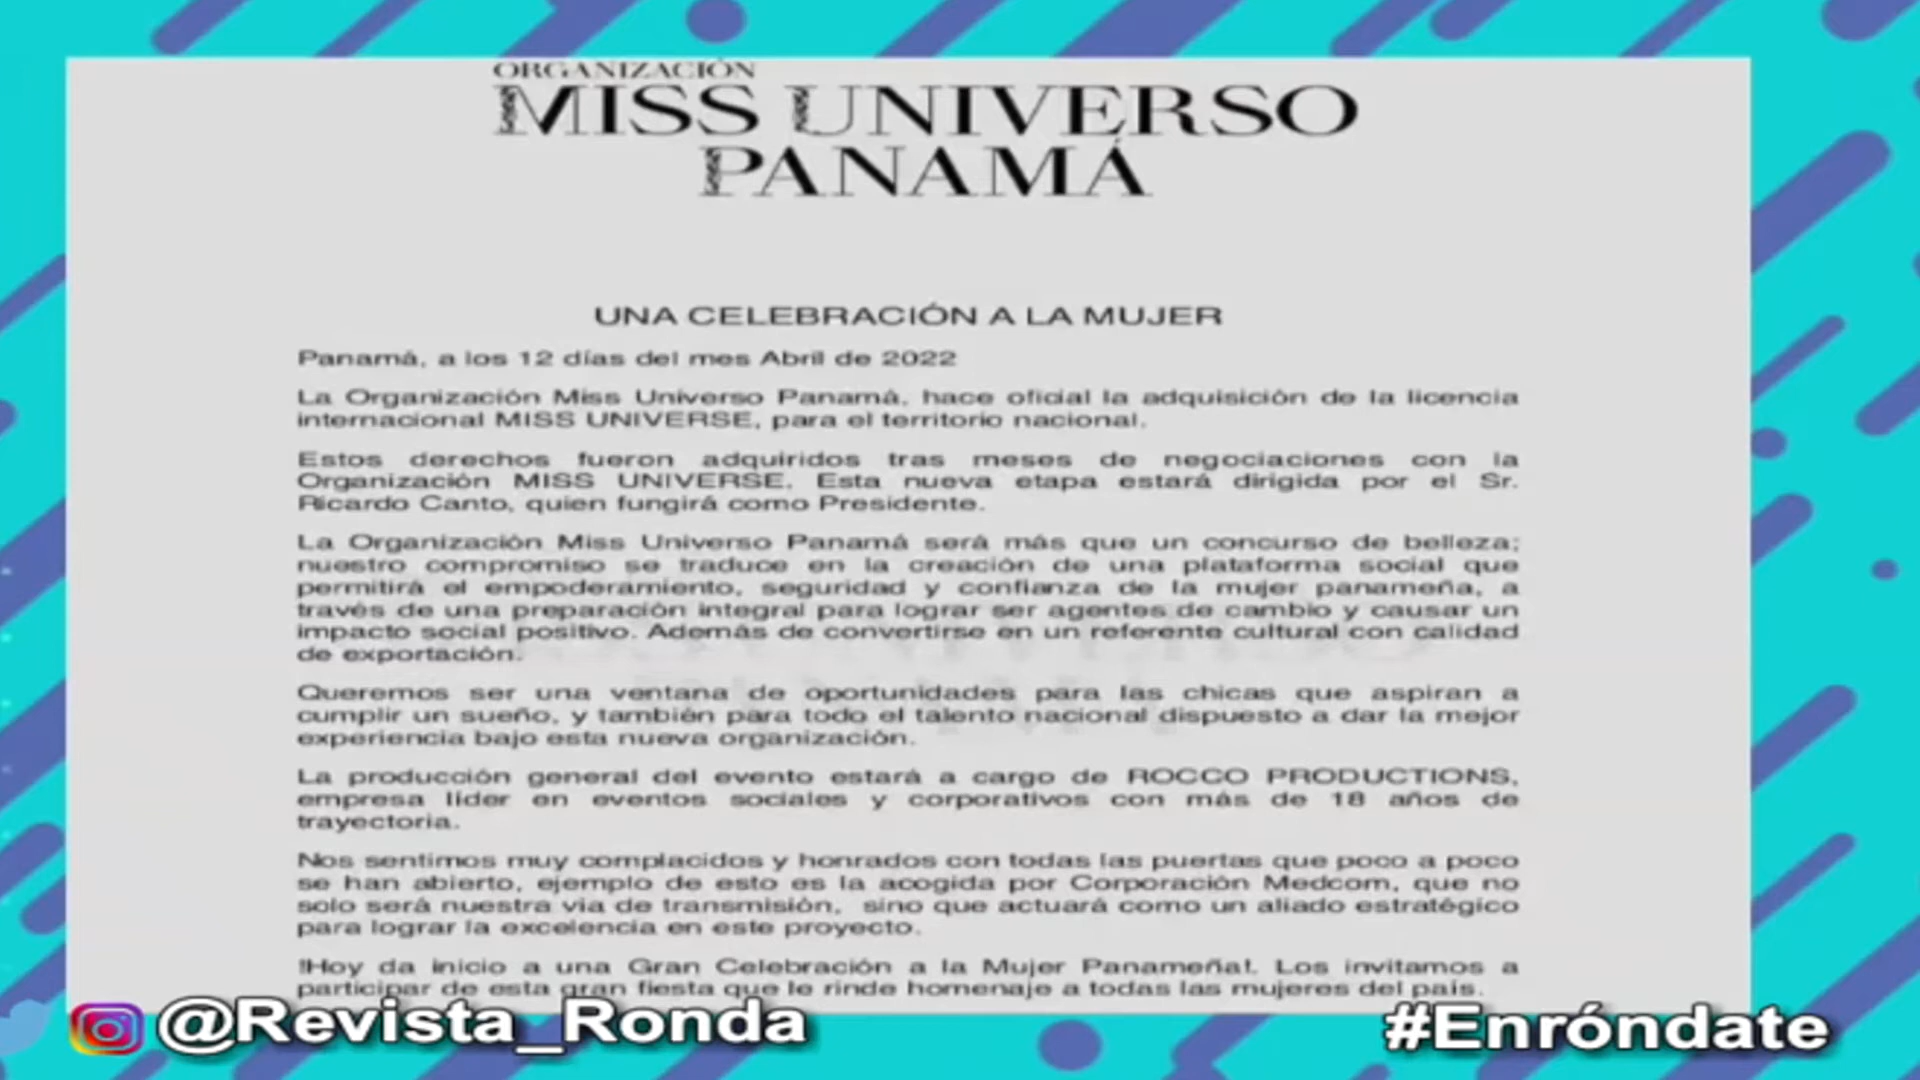 ORGANIZACIÓN
MISS UNIVERSO
PANAMÁ
UNA CELEBRACIÓN A LA MUJER
Panamá, a los 12 días del mes Abril de 2022
La Organización Miss Universo Panamá, hace oficial la adquisición de la licencia
internacional MISS UNIVERSE, para el territorio nacional.
Estos derechos fueron adquiridos tras meses de negociaciones con la
Organización MISS UNIVERSE. Esta nueva etapa estará dirigida por el Sr.
Ricardo Canto, quien fungirá como Presidente.
La Organización Miss Universo Panamá será más que un concurso de belleza;
nuestro compromiso se traduce en la creación de una plataforma social que
permitirá el empoderamiento, seguridad y confianza de la mujer panameña, a
través de una preparación integral para lograr ser agentes de cambio y causar un
impacto social positivo. Además de convertirse en un referente cultural con calidad
de exportación.
Queremos ser una ventana de oportunidades para las chicas que aspiran a
cumplir un sueño, y también para todo el talento nacional dispuesto a dar la mejor
experiencia bajo esta nueva organización.
La producción general del evento estará a cargo de ROCCO PRODUCTIONS,
empresa líder en eventos sociales y corporativos con más de 18 años de
trayectoria.
Nos sentimos muy complacidos y honrados con todas las puertas que poco a poco
se han abierto, ejemplo de esto es la acogida por Corporación Medcom, que no
solo será nuestra via de transmisión, sino que actuará como un aliado estratégico
para lograr la excelencia en este proyecto.
!Hoy da inicio a una Gran Celebración a la Mujer Panameña!. Los invitamos a
participar de esta gran fiesta que le rinde homenaje a todas las mujeres del país.
@Revista_Ronda
#Enróndate